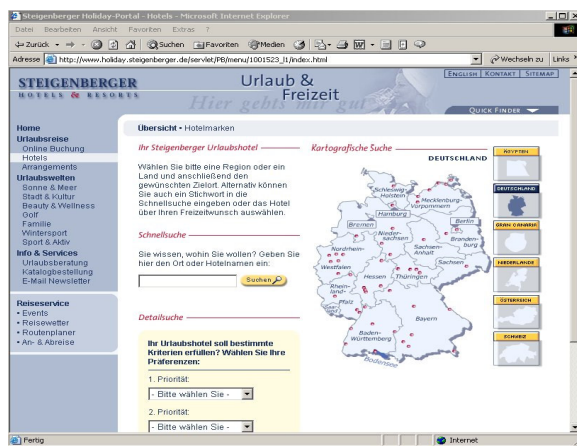 Steigenberger Holiday-Portal - Hotels - Microsoft Internet Explorer
Datei Bearbeiten Ansicht Favoriten Extras ?
Zurück Suchen Favoriten Medien
Adresse http://www.holiday.steigenberger.de/servlet/PB/menu/1001523_l1/index.html Wechseln zu Links
STEIGENBERGER
HOTELS & RESORTS
Urlaub &
Freizeit
Hier gehts mir gut
ENGLISH | KONTAKT | SITEMAP
QUICK FINDER
Home
Urlaubsreise
Online Buchung
Hotels
Arrangements
Urlaubswelten
Sonne & Meer
Stadt & Kultur
Beauty & Wellness
Golf
Familie
Wintersport
Sport & Aktiv
Info & Services
Urlaubsberatung
Katalogbestellung
E-Mail Newsletter
Reiseservice
• Events
• Reisewetter
• Routenplaner
• An- & Abreise
Übersicht • Hotelmarken
Ihr Steigenberger Urlaubshotel
Wählen Sie bitte eine Region oder ein
Land und anschließend den
gewünschten Zielort. Alternativ können
Sie auch ein Stichwort in die
Schnellsuche eingeben oder das Hotel
über Ihren Freizeitwunsch auswählen.
Schnellsuche
Sie wissen, wohin Sie wollen? Geben Sie
hier den Ort oder Hotelnamen ein:
Suchen
Detailsuche
Ihr Urlaubshotel soll bestimmte
Kriterien erfüllen? Wählen Sie Ihre
Präferenzen:
1. Priorität:
- Bitte wählen Sie -
2. Priorität:
- Bitte wählen Sie -
Kartografische Suche
DEUTSCHLAND
Schleswig-
Holstein
Mecklenburg-
Vorpommern
Hamburg
Bremen
Berlin
Nieder-
sachsen
Branden-
burg
Sachsen-
Anhalt
Nordrhein-
Westfalen
Sachsen
Hessen
Thüringen
Rhein-
land-
Pfalz
Saar-
land
Bayern
Baden-
Württemberg
Bodensee
ÄGYPTEN
DEUTSCHLAND
GRAN CANARIA
NIEDERLANDE
ÖSTERREICH
SCHWEIZ
Fertig
Internet